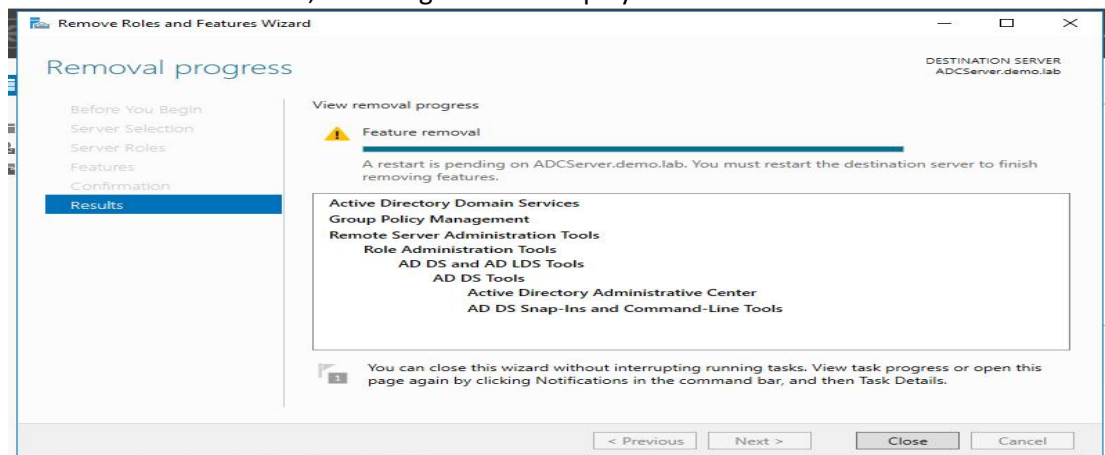 Remove Roles and Features Wizard
Removal progress
DESTINATION SERVER
ADCServer.demo.lab
Before You Begin
Server Selection
Server Roles
Features
Confirmation
Results
View removal progress
Feature removal
A restart is pending on ADCServer.demo.lab. You must restart the destination server to finish
removing features.
Active Directory Domain Services
Group Policy Management
Remote Server Administration Tools
Role Administration Tools
AD DS and AD LDS Tools
AD DS Tools
Active Directory Administrative Center
AD DS Snap-Ins and Command-Line Tools
1
You can close this wizard without interrupting running tasks. View task progress or open this
page again by clicking Notifications in the command bar, and then Task Details.
< Previous
Next >
Close
Cancel